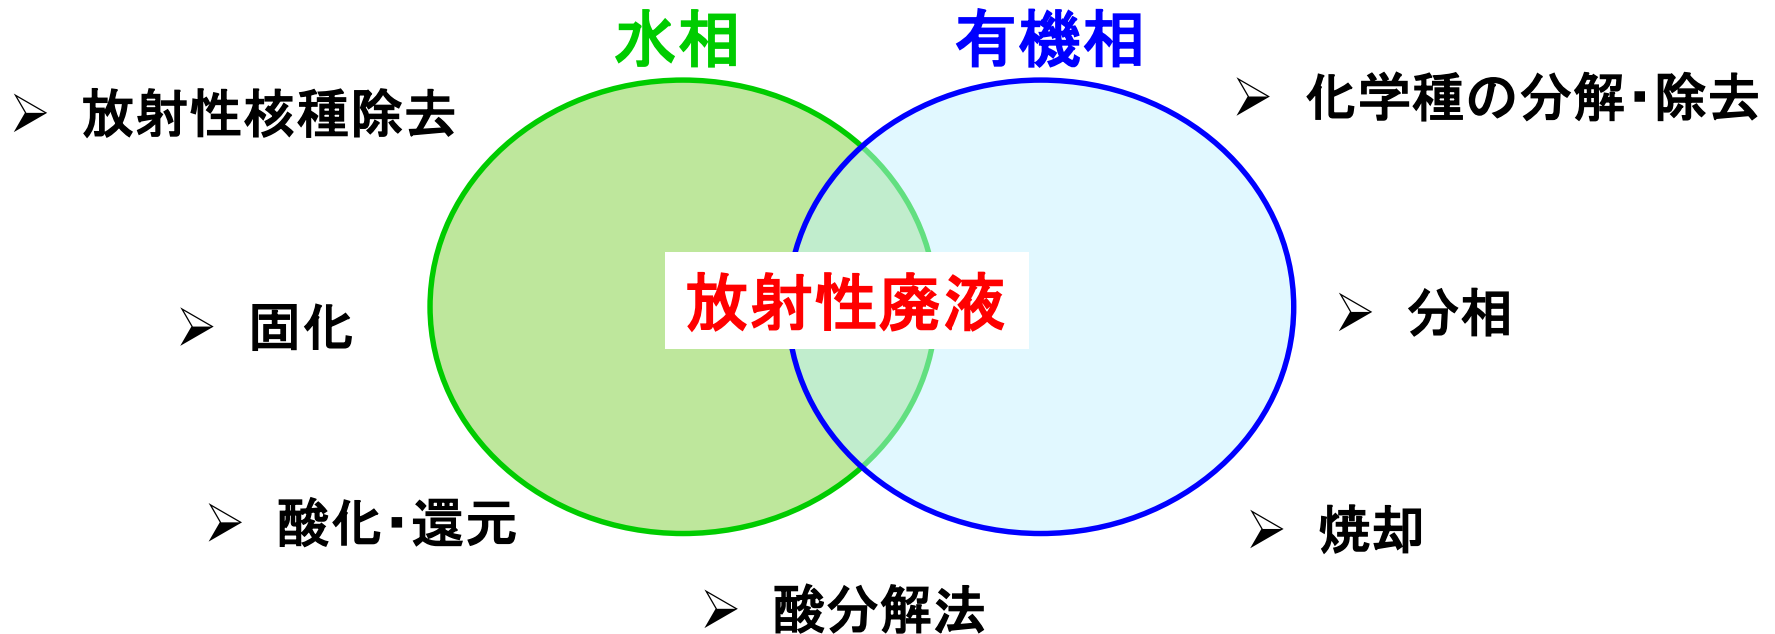 水相
有機相
➢ 放射性核種除去
➢ 化学種の分解・除去
放射性廃液
➢ 固化
➢ 分相
➢ 酸化・還元
➢ 焼却
➢ 酸分解法